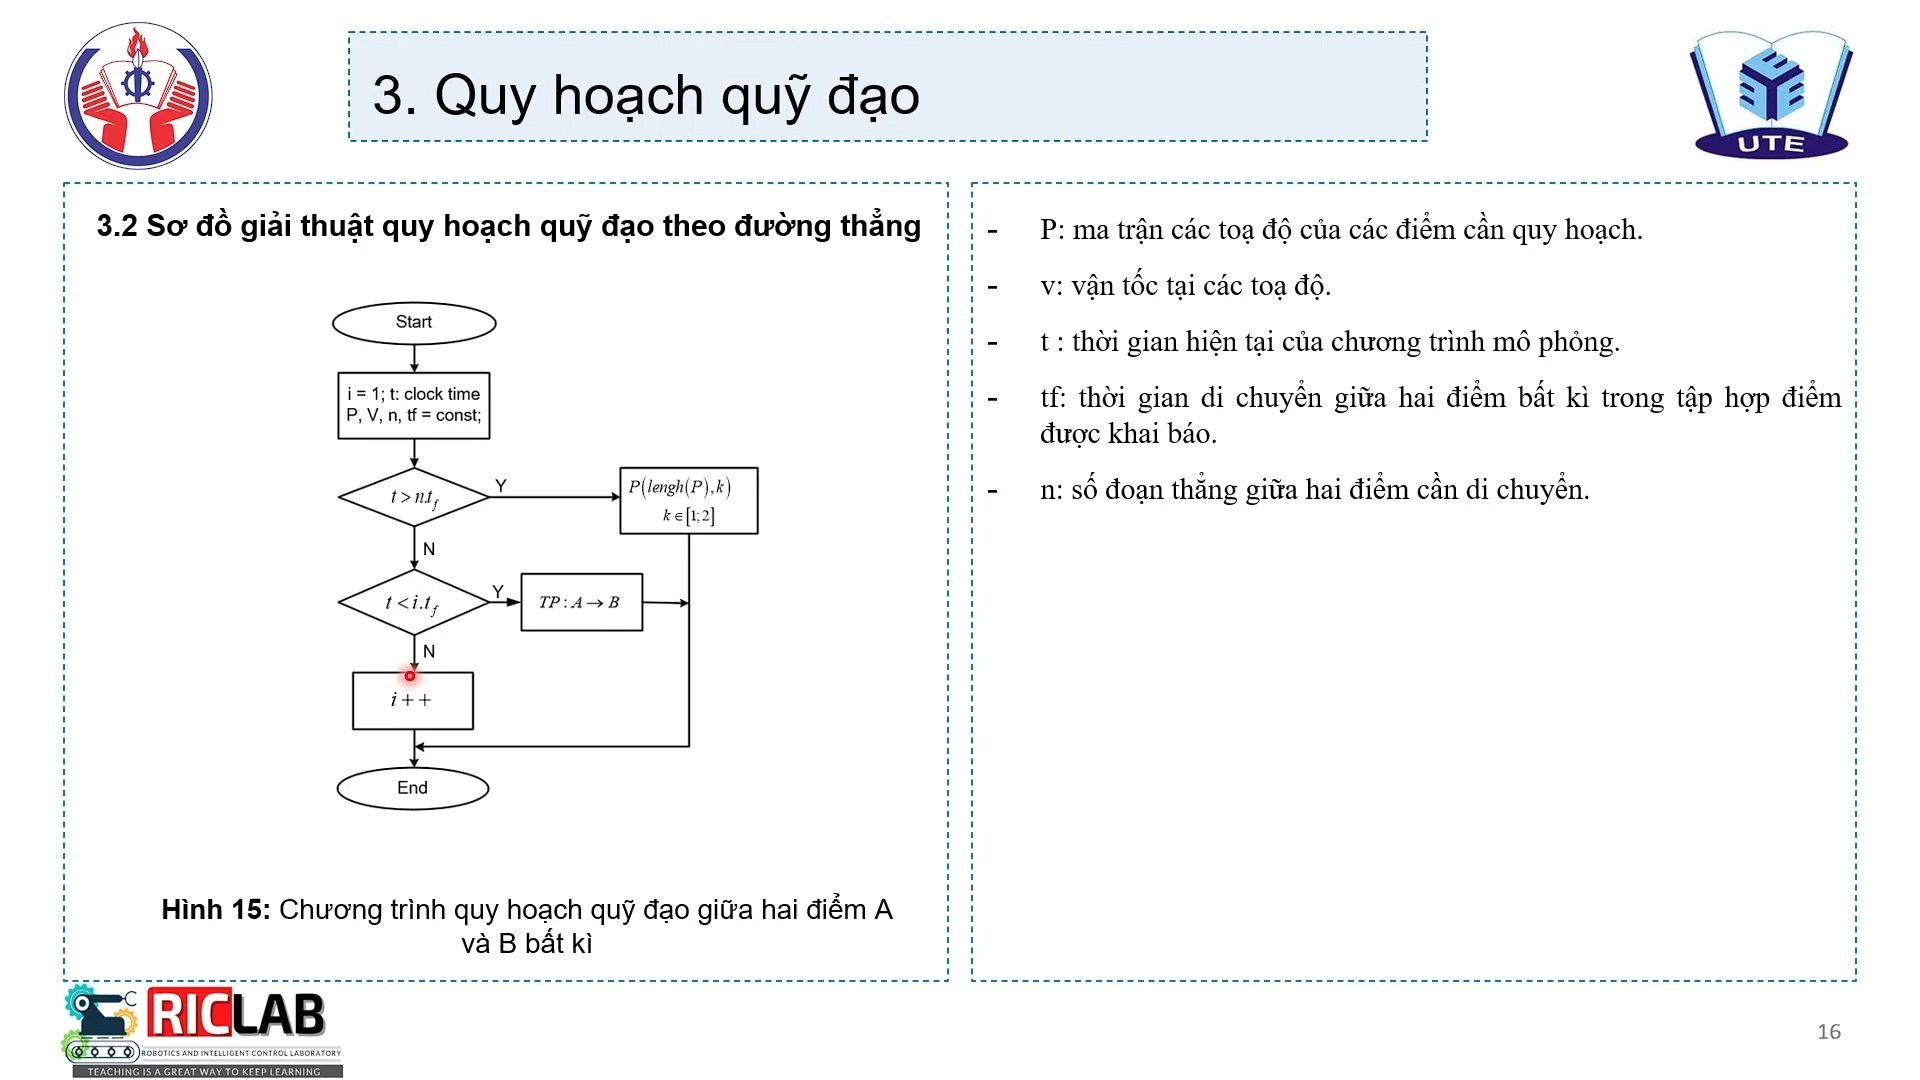 3. Quy hoạch quỹ đạo
UTE
3.2 Sơ đồ giải thuật quy hoạch quỹ đạo theo đường thẳng
Start
i = 1; t: clock time
P, V, n, tf = const;
t > n.t_f
Y
P(lengh(P),k)
k ∈ [1;2]
N
t < i.t_f
Y
TP : A → B
N
i + +
End
Hình 15: Chương trình quy hoạch quỹ đạo giữa hai điểm A
và B bất kì
- P: ma trận các toạ độ của các điểm cần quy hoạch.
- v: vận tốc tại các toạ độ.
- t : thời gian hiện tại của chương trình mô phỏng.
- tf: thời gian di chuyển giữa hai điểm bất kì trong tập hợp điểm
được khai báo.
- n: số đoạn thẳng giữa hai điểm cần di chuyển.
RICLAB
ROBOTICS AND INTELLIGENT CONTROL LABORATORY
TEACHING IS A GREAT WAY TO KEEP LEARNING
16